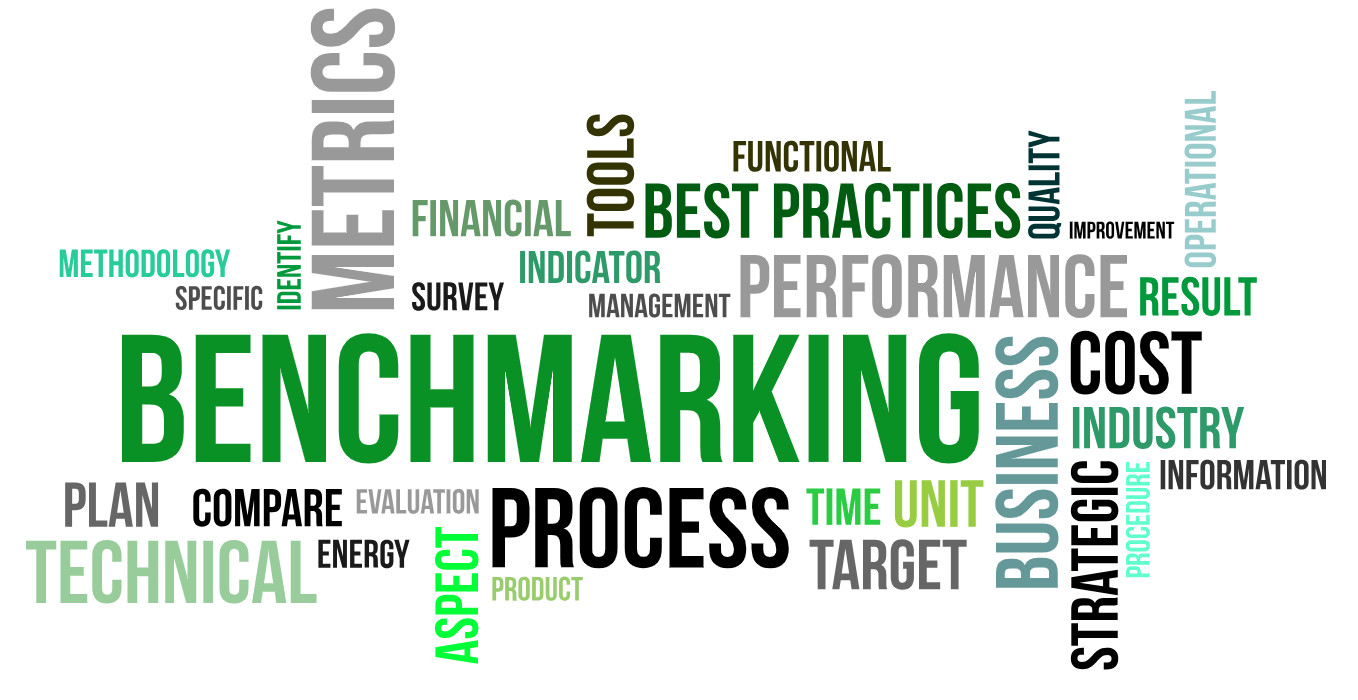 METRICS
TOOLS
OPERATIONAL
FUNCTIONAL
QUALITY
BEST PRACTICES
FINANCIAL
IMPROVEMENT
IDENTIFY
METHODOLOGY
INDICATOR
PERFORMANCE
SPECIFIC
SURVEY
MANAGEMENT
RESULT
BENCHMARKING
BUSINESS
COST
INDUSTRY
INFORMATION
STRATEGIC
PROCEDURE
PLAN
COMPARE
EVALUATION
PROCESS
TIME
UNIT
TECHNICAL
ENERGY
ASPECT
TARGET
PRODUCT